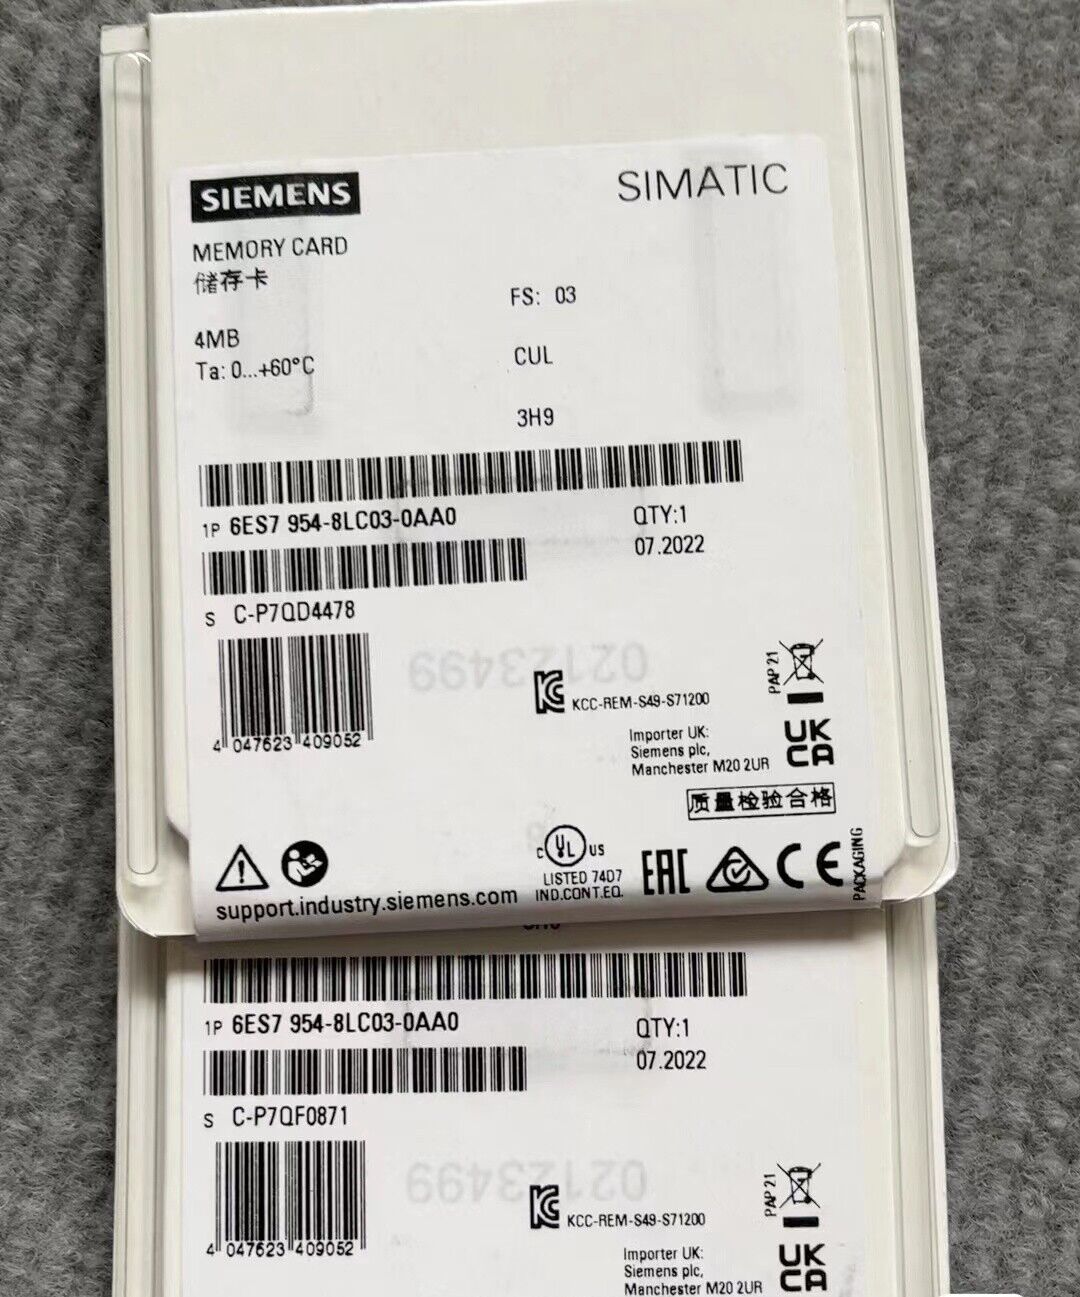 SIEMENS
SIMATIC
MEMORY CARD
储存卡
FS: 03
4MB
Ta: 0...+60°C
CUL
3H9
1P 6ES7 954-8LC03-0AA0
QTY:1
07.2022
S C-P7QD4478
02123499
PAP 21
KCC-REM-S49-S71200
4 047623 409052
Importer UK:
Siemens plc,
Manchester M20 2UR
UK
CA
质量检验合格
c UL us
LISTED 74D7
IND.CONT.EQ.
EAC
CE
PACKAGING
support.industry.siemens.com
1P 6ES7 954-8LC03-0AA0
QTY:1
07.2022
S C-P7QF0871
02123499
PAP 21
KCC-REM-S49-S71200
4 047623 409052
Importer UK:
Siemens plc,
Manchester M20 2UR
UK
CA